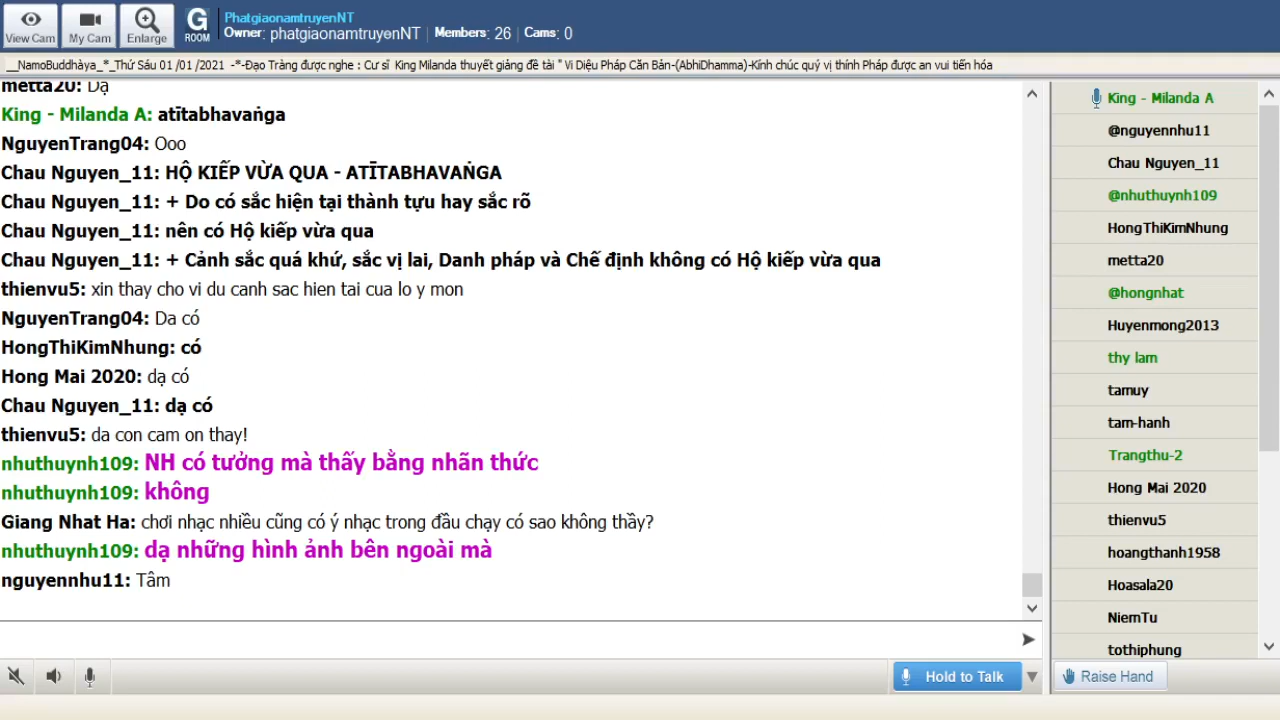 View Cam
My Cam
Enlarge
G
ROOM
PhatgiaonamtruyenNT
Owner: phatgiaonamtruyenNT | Members: 26 | Cams: 0
__NamoBuddhàya_*_Thứ Sáu 01 /01 /2021 -*-Đạo Tràng được nghe : Cư sĩ King Milanda thuyết giảng đề tài " Vi Diệu Pháp Căn Bản-(AbhiDhamma)-Kính chúc quý vị thính Pháp được an vui tiến hóa
metta20: Dạ
King - Milanda A: atītabhavaṅga
NguyenTrang04: Ooo
Chau Nguyen_11: HỘ KIẾP VỪA QUA - ATĪTABHAVAṄGA
Chau Nguyen_11: + Do có sắc hiện tại thành tựu hay sắc rõ
Chau Nguyen_11: nên có Hộ kiếp vừa qua
Chau Nguyen_11: + Cảnh sắc quá khứ, sắc vị lai, Danh pháp và Chế định không có Hộ kiếp vừa qua
thienvu5: xin thay cho vi du canh sac hien tai cua lo y mon
NguyenTrang04: Da có
HongThiKimNhung: có
Hong Mai 2020: dạ có
Chau Nguyen_11: dạ có
thienvu5: da con cam on thay!
nhuthuynh109: NH có tưởng mà thấy bằng nhãn thức
nhuthuynh109: không
Giang Nhat Ha: chơi nhạc nhiều cũng có ý nhạc trong đầu chạy có sao không thầy?
nhuthuynh109: dạ những hình ảnh bên ngoài mà
nguyennhu11: Tâm
King - Milanda A
@nguyennhu11
Chau Nguyen_11
@nhuthuynh109
HongThiKimNhung
metta20
@hongnhat
Huyenmong2013
thy lam
tamuy
tam-hanh
Trangthu-2
Hong Mai 2020
thienvu5
hoangthanh1958
Hoasala20
NiemTu
tothiphung
Hold to Talk
Raise Hand